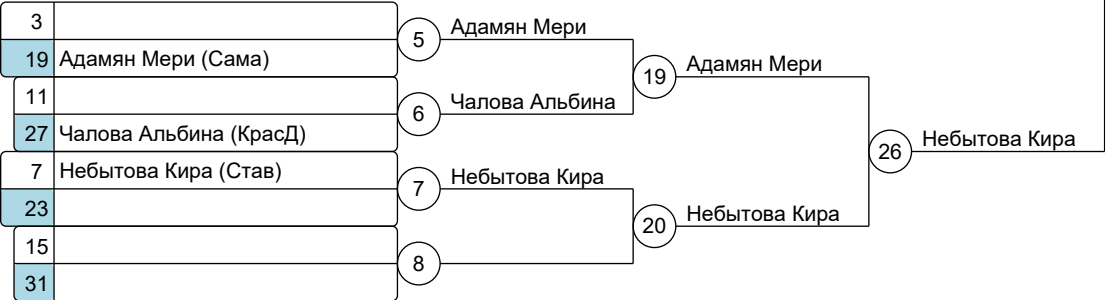 3
5
Адамян Мери
19 Адамян Мери (Сама)
19
Адамян Мери
11
6
Чалова Альбина
27 Чалова Альбина (КрасД)
26
Небытова Кира
7 Небытова Кира (Став)
7
Небытова Кира
23
20
Небытова Кира
15
8
31